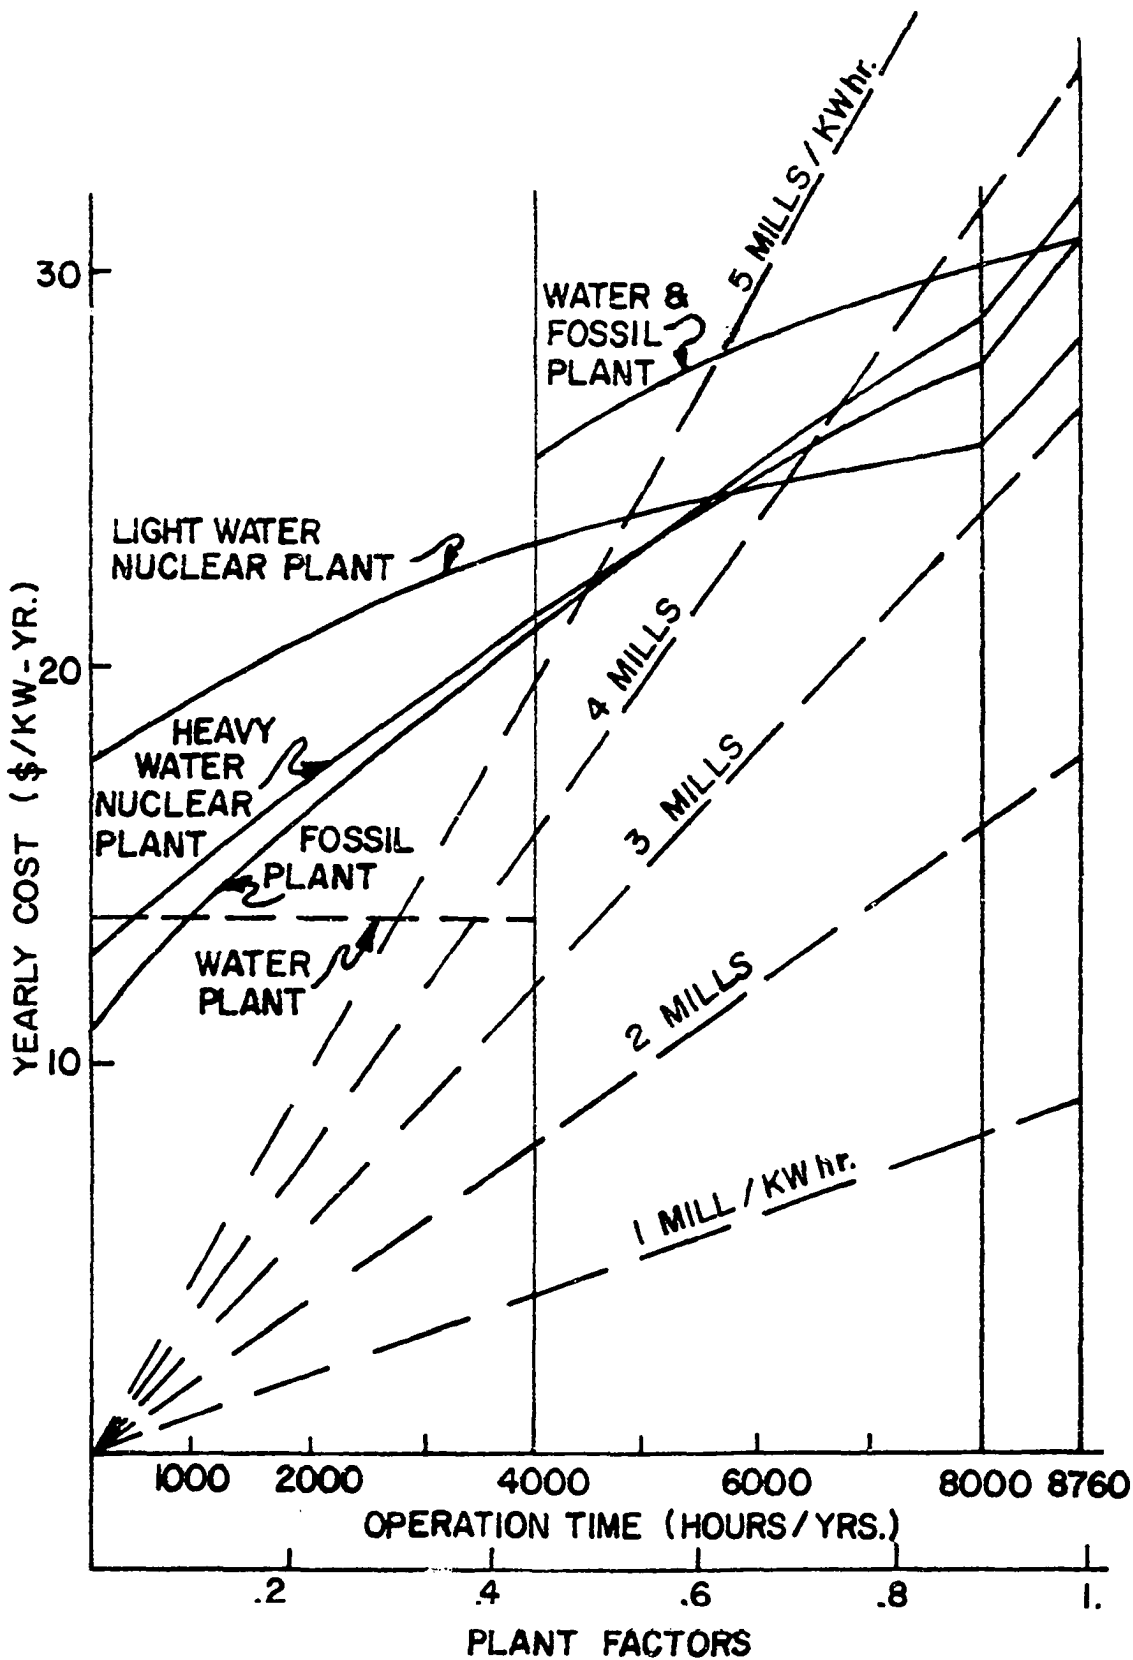 5 MILLS/KWhr.
30
WATER &
FOSSIL
PLANT
LIGHT WATER
NUCLEAR PLANT
YEARLY COST ($/KW-YR.)
20
4 MILLS
HEAVY
WATER
NUCLEAR
PLANT
3 MILLS
FOSSIL
PLANT
WATER
PLANT
2 MILLS
10
1 MILL/KWhr.
1000 2000 4000 6000 8000 8760
OPERATION TIME (HOURS/YRS.)
.2 .4 .6 .8 1.
PLANT FACTORS